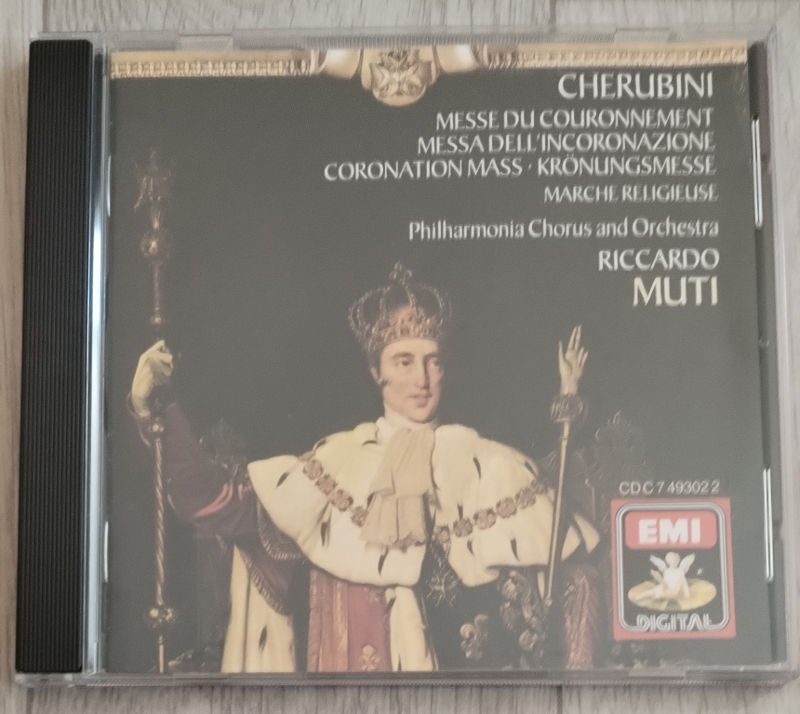 CHERUBINI
MESSE DU COURONNEMENT
MESSA DELL'INCORONAZIONE
CORONATION MASS · KRÖNUNGSMESSE
MARCHE RELIGIEUSE
Philharmonia Chorus and Orchestra
RICCARDO
MUTI
CDC 7 49302 2
EMI
DIGITAL